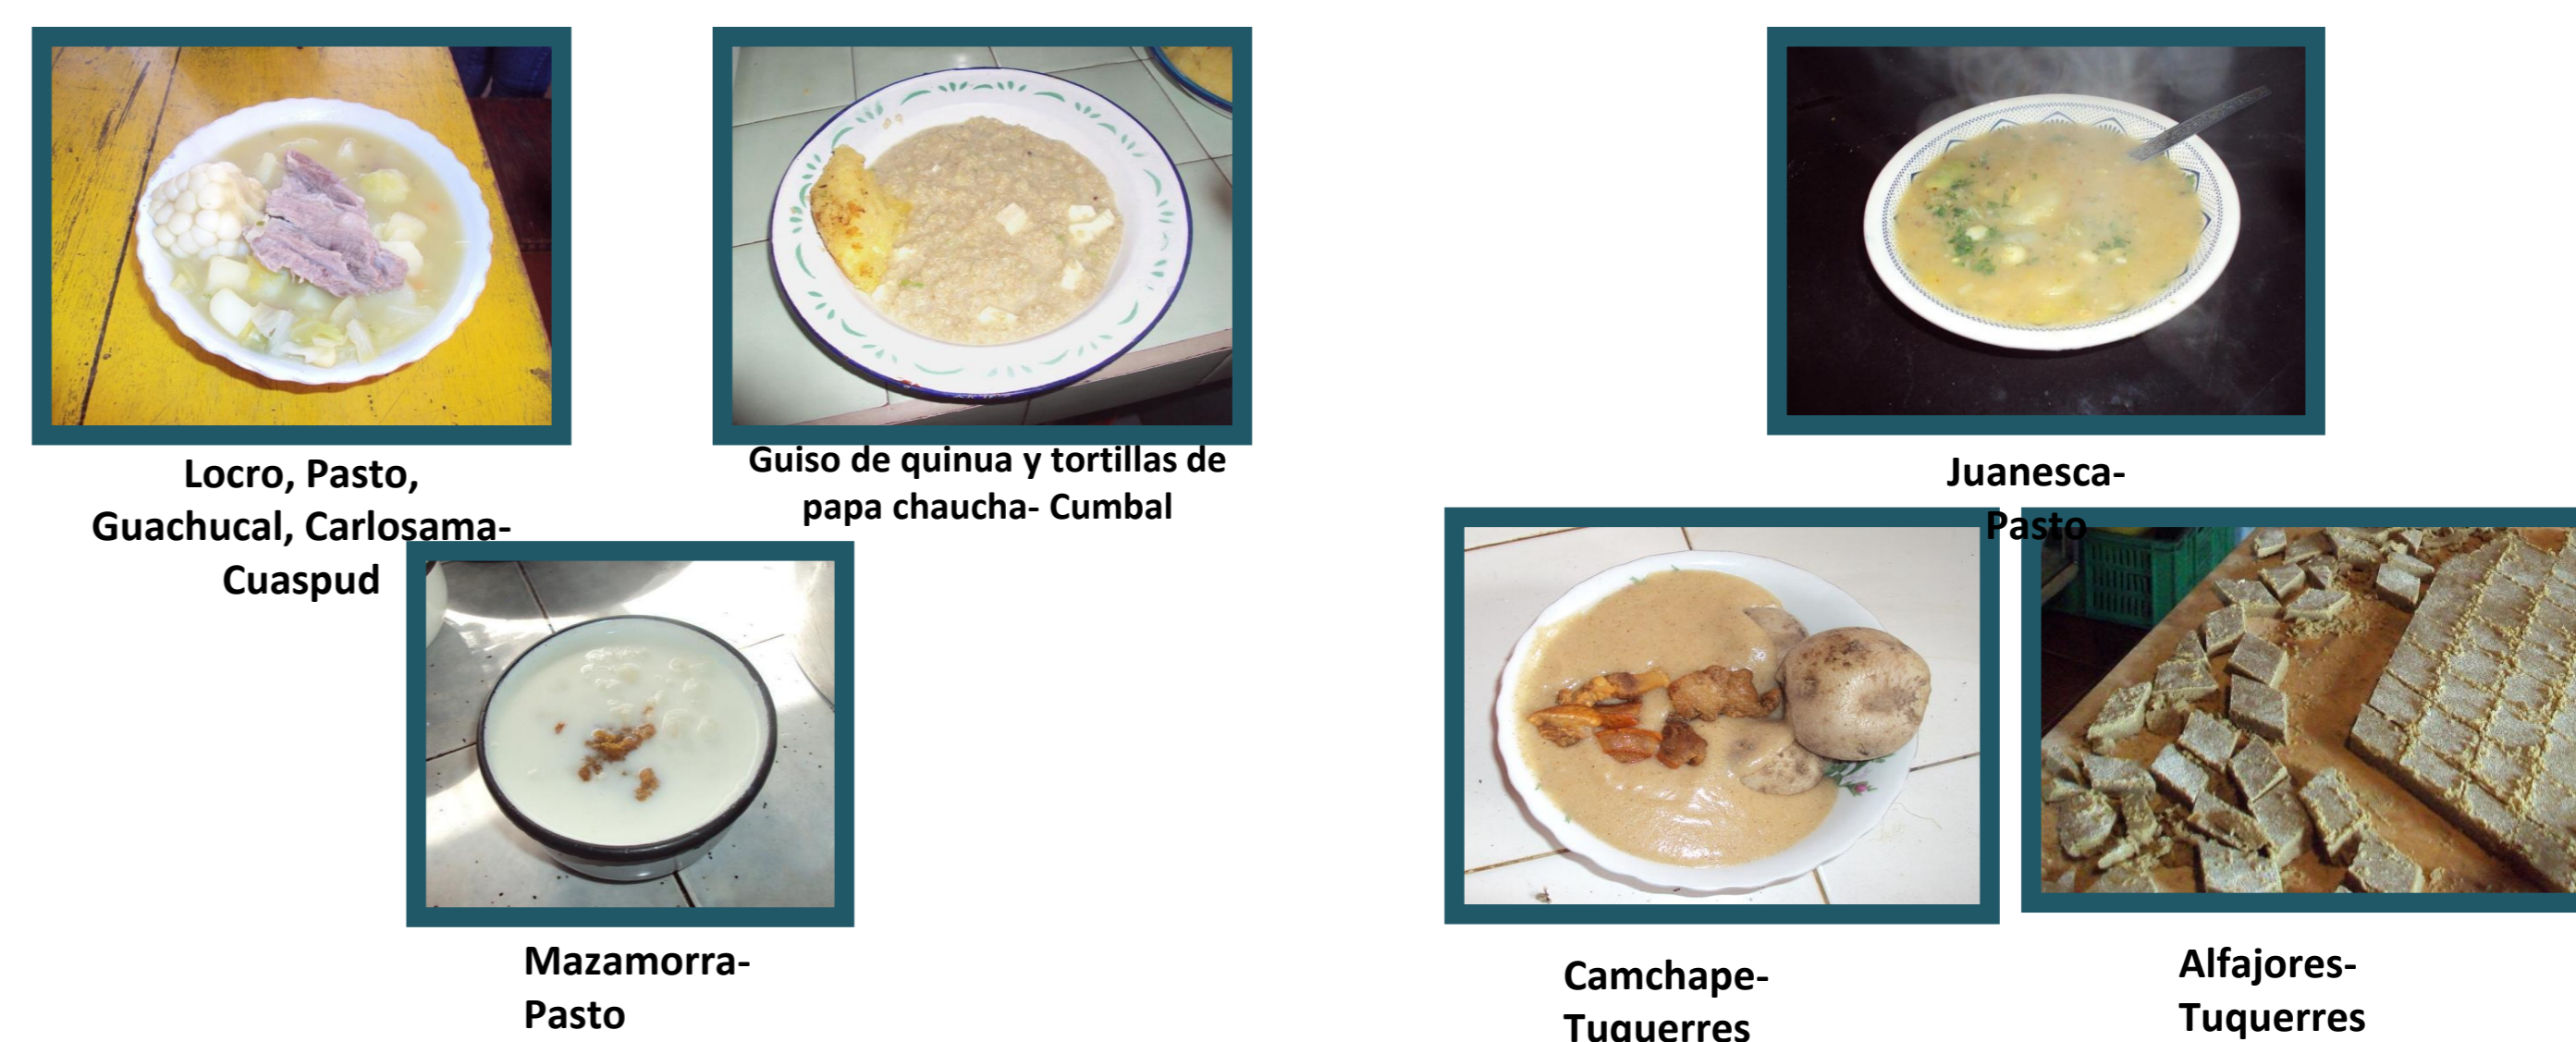 Locro, Pasto,
Guachucal, Carlosama-
Cuaspud
Guiso de quinua y tortillas de
papa chaucha- Cumbal
Juanesca-
Pasto
Mazamorra-
Pasto
Camchape-
Tuquerres
Alfajores-
Tuquerres